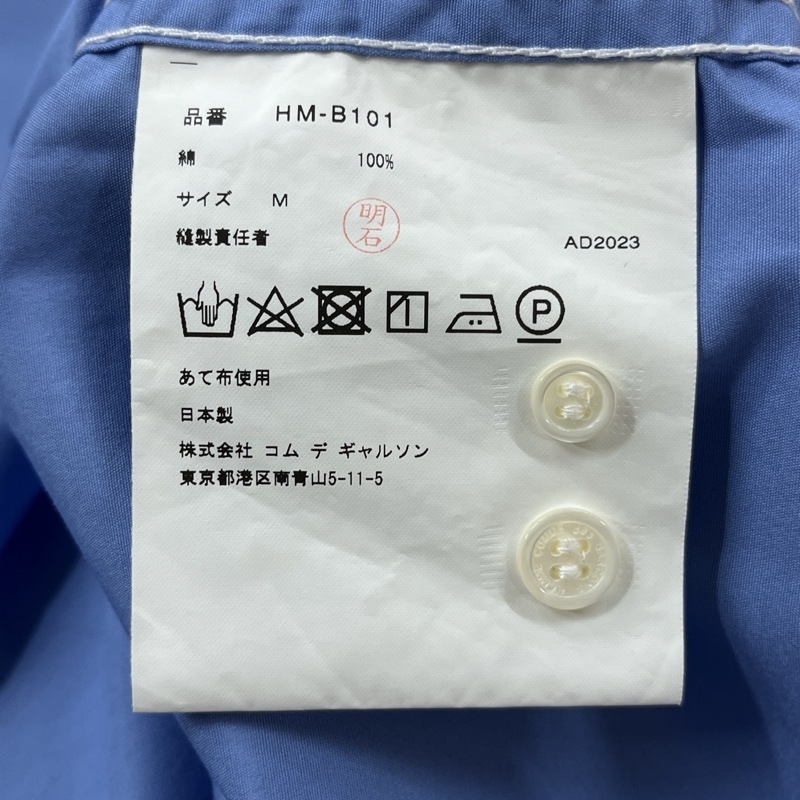 品番 HM-B101
綿 100%
サイズ M
縫製責任者 明石 AD2023
P
あて布使用
日本製
株式会社 コム デ ギャルソン
東京都港区南青山5-11-5